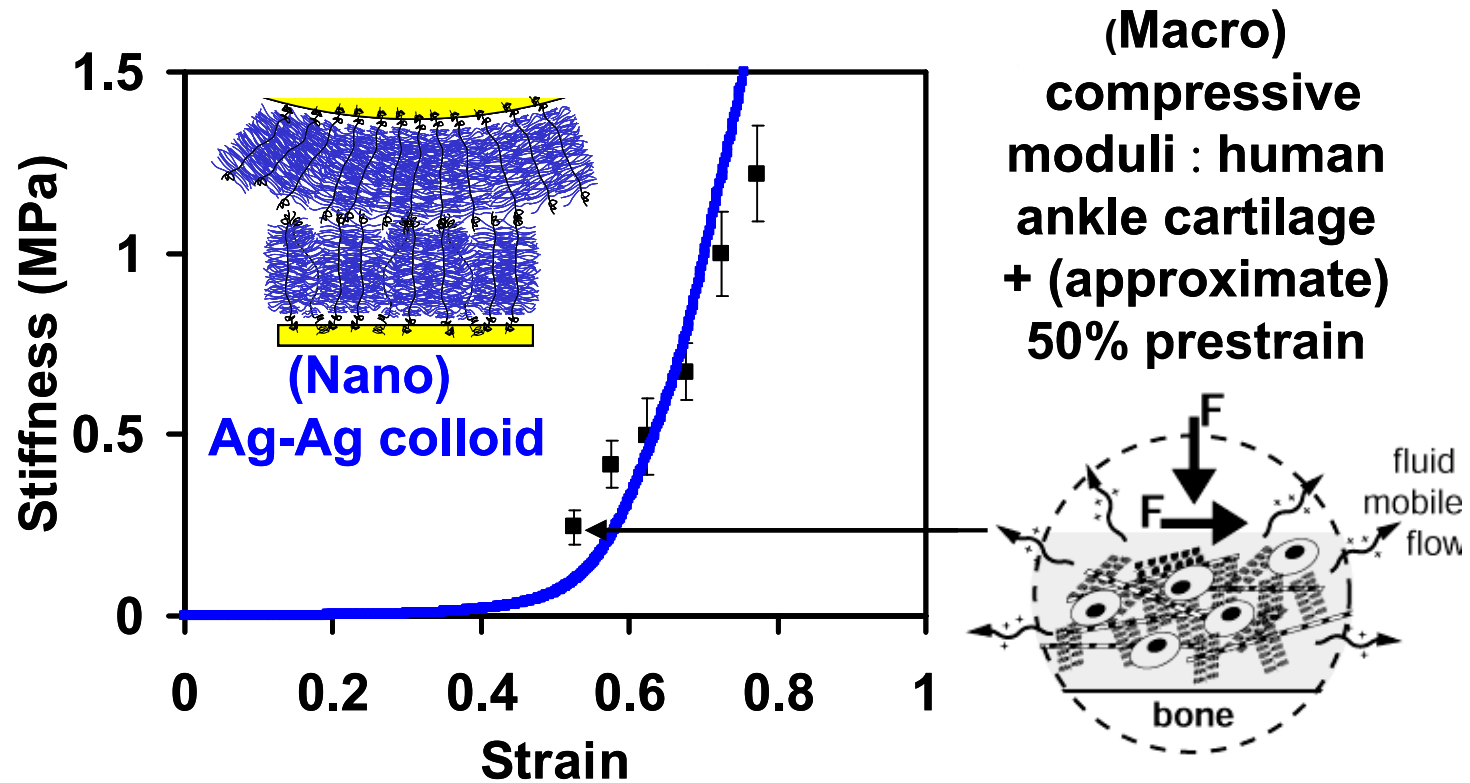 Stiffness (MPa)
1.5
1
0.5
0
0
0.2
0.4
0.6
0.8
1
Strain
(Nano)
Ag-Ag colloid
(Macro)
compressive
moduli : human
ankle cartilage
+ (approximate)
50% prestrain
F
F
fluid
mobile
flow
bone